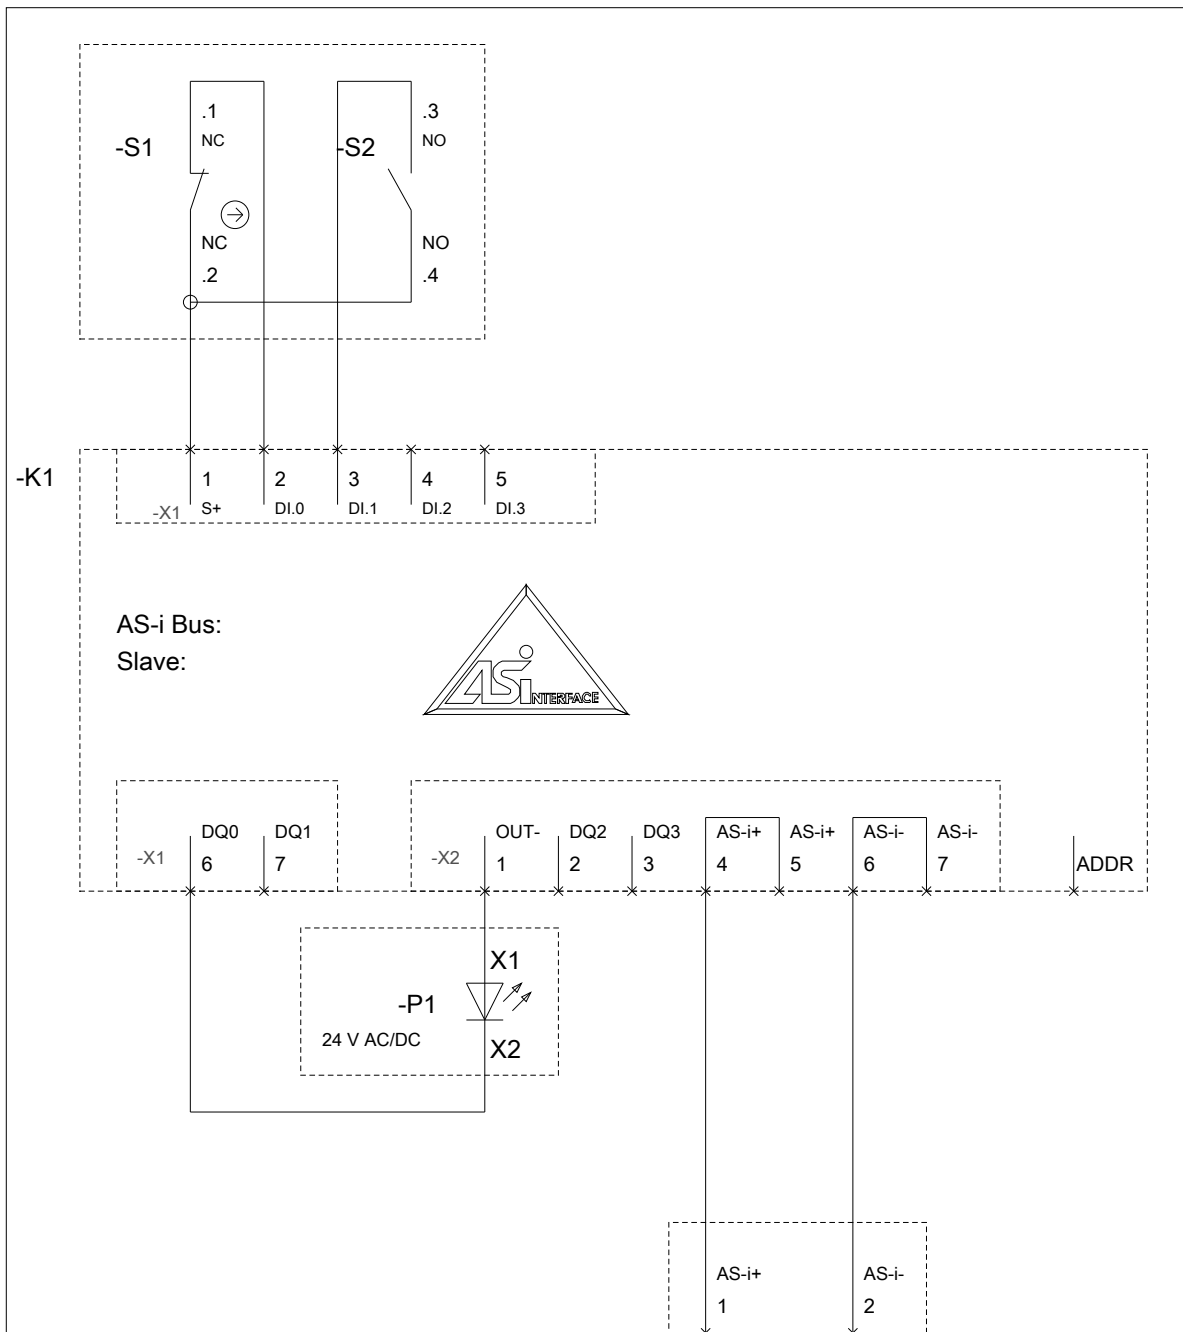 .1
.3
NC
NO
-S1
-S2
NC
NO
.2
.4
-K1
1
2
3
4
5
-X1
S+
DI.0
DI.1
DI.2
DI.3
AS-i Bus:
Slave:
ASi
INTERFACE
DQ0
DQ1
OUT-
DQ2
DQ3
AS-i+
AS-i+
AS-i-
AS-i-
-X1
6
7
-X2
1
2
3
4
5
6
7
ADDR
X1
-P1
24 V AC/DC
X2
AS-i+
AS-i-
1
2